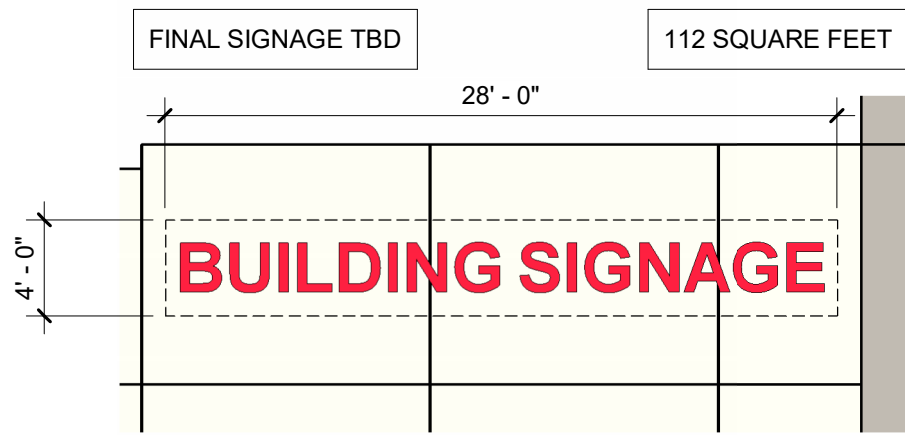 FINAL SIGNAGE TBD
112 SQUARE FEET
28' - 0"
4' - 0"
BUILDING SIGNAGE